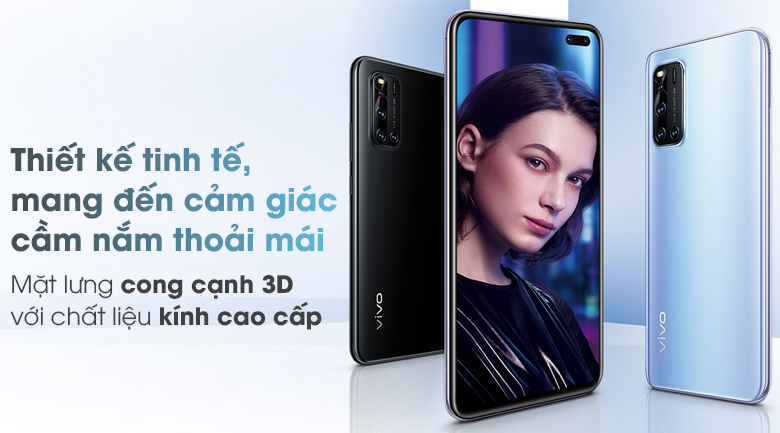 Thiết kế tinh tế,
mang đến cảm giác
cầm nắm thoải mái
Mặt lưng cong cạnh 3D
với chất liệu kính cao cấp
vivo
vivo